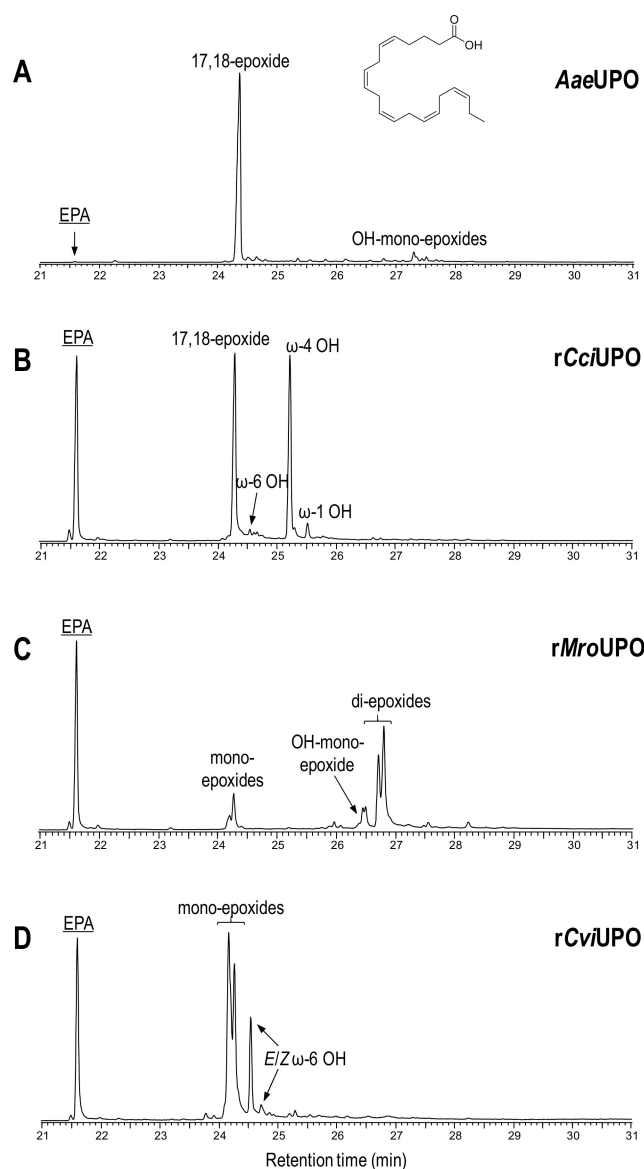 O
OH
A
17,18-epoxide
AaeUPO
EPA
OH-mono-epoxides
21 22 23 24 25 26 27 28 29 30 31
B
EPA
17,18-epoxide
ω-4 OH
rCciUPO
ω-6 OH
ω-1 OH
21 22 23 24 25 26 27 28 29 30 31
C
EPA
rMroUPO
di-epoxides
OH-mono-
epoxide
mono-
epoxides
21 22 23 24 25 26 27 28 29 30 31
D
EPA
mono-epoxides
rCviUPO
E/Z ω-6 OH
21 22 23 24 25 26 27 28 29 30 31
Retention time (min)